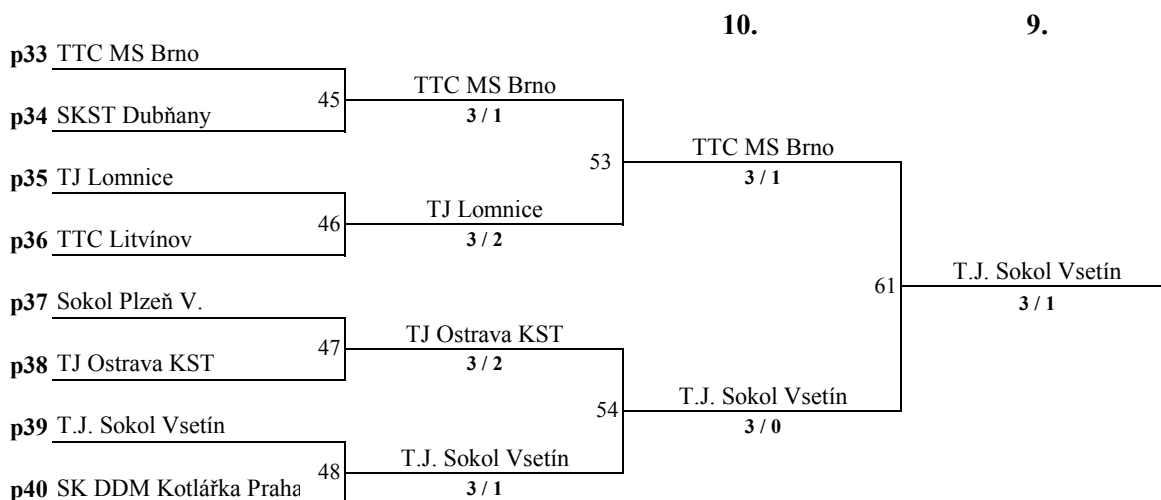 10. 9.
p33 TTC MS Brno
45 TTC MS Brno
p34 SKST Dubňany 3 / 1
53 TTC MS Brno
3 / 1
p35 TJ Lomnice
46 TJ Lomnice
p36 TTC Litvínov 3 / 2
61 T.J. Sokol Vsetín
3 / 1
p37 Sokol Plzeň V.
47 TJ Ostrava KST
p38 TJ Ostrava KST 3 / 2
54 T.J. Sokol Vsetín
3 / 0
p39 T.J. Sokol Vsetín
48 T.J. Sokol Vsetín
p40 SK DDM Kotlářka Praha 3 / 1